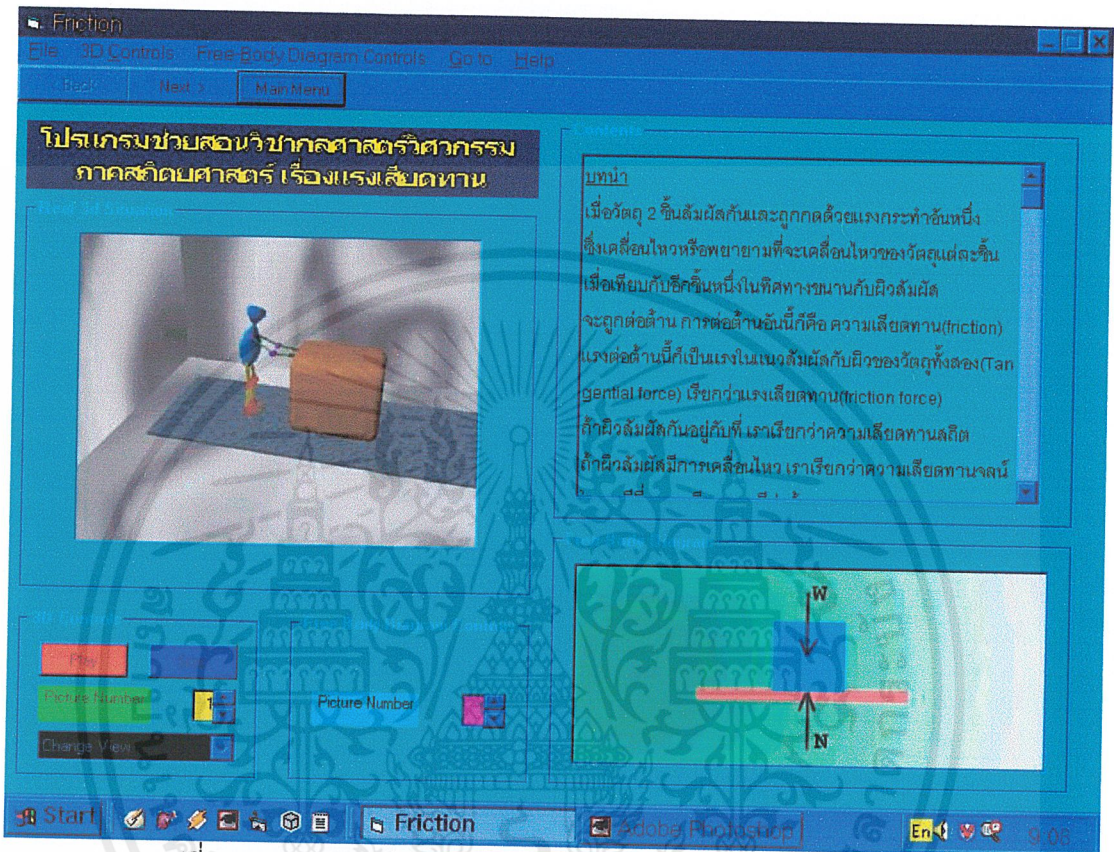 Friction
File 3D Controls Free Body Diagram Controls Go to Help
< Back Next > Main Menu
โปรแกรมช่วยสอนวิชากลศาสตร์วิศวกรรม
ภาคสถิตยศาสตร์ เรื่องแรงเสียดทาน
Contents
บทนำ
เมื่อวัตถุ 2 ชิ้นสัมผัสกันและถูกกดด้วยแรงกระทำอันหนึ่ง
ซึ่งเคลื่อนไหวหรือพยายามที่จะเคลื่อนไหวของวัตถุแต่ละชิ้น
เมื่อเทียบกับอีกชิ้นหนึ่งในทิศทางขนานกับผิวสัมผัส
จะถูกต่อต้าน การต่อต้านอันนี้ก็คือ ความเสียดทาน(friction)
แรงต่อต้านนี้ก็เป็นแรงในแนวสัมผัสกับผิวของวัตถุทั้งสอง(Tan
gential force) เรียกว่าแรงเสียดทาน(friction force)
ถ้าผิวสัมผัสกันอยู่กับที่ เราเรียกว่าความเสียดทานสถิต
ถ้าผิวสัมผัสมีการเคลื่อนไหว เราเรียกว่าความเสียดทานจลน์
W
N
Play
Picture Number 1
Change View
Picture Number
Start Friction Adobe Photoshop En 9:08